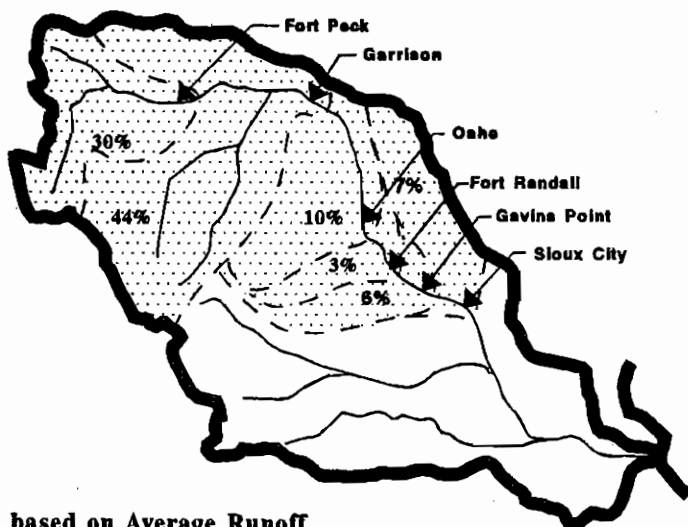 Fort Peck
Garrison
Oahe
Fort Randall
Gavins Point
Sioux City
30%
7%
44%
10%
3%
6%
based on Average Runoff